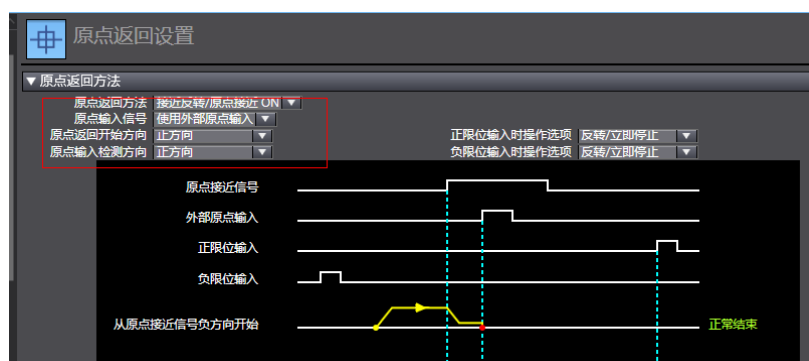 原点返回设置
▼原点返回方法
原点返回方法 接近反转/原点接近 ON ▼
原点输入信号 使用外部原点输入 ▼
原点返回开始方向 正方向 ▼ 正限位输入时操作选项 反转/立即停止 ▼
原点输入检测方向 正方向 ▼ 负限位输入时操作选项 反转/立即停止 ▼
原点接近信号
外部原点输入
正限位输入
负限位输入
从原点接近信号负方向开始 正常结束